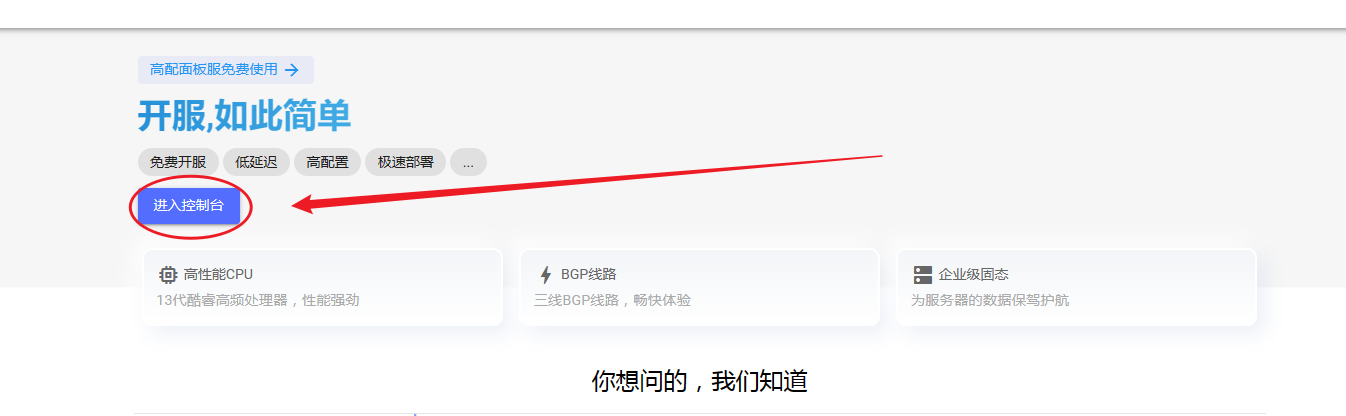 高配面板服免费使用
开服,如此简单
免费开服 低延迟 高配置 极速部署 ...
进入控制台
高性能CPU
13代酷睿高频处理器，性能强劲
BGP线路
三线BGP线路，畅快体验
企业级固态
为服务器的数据保驾护航
你想问的，我们知道